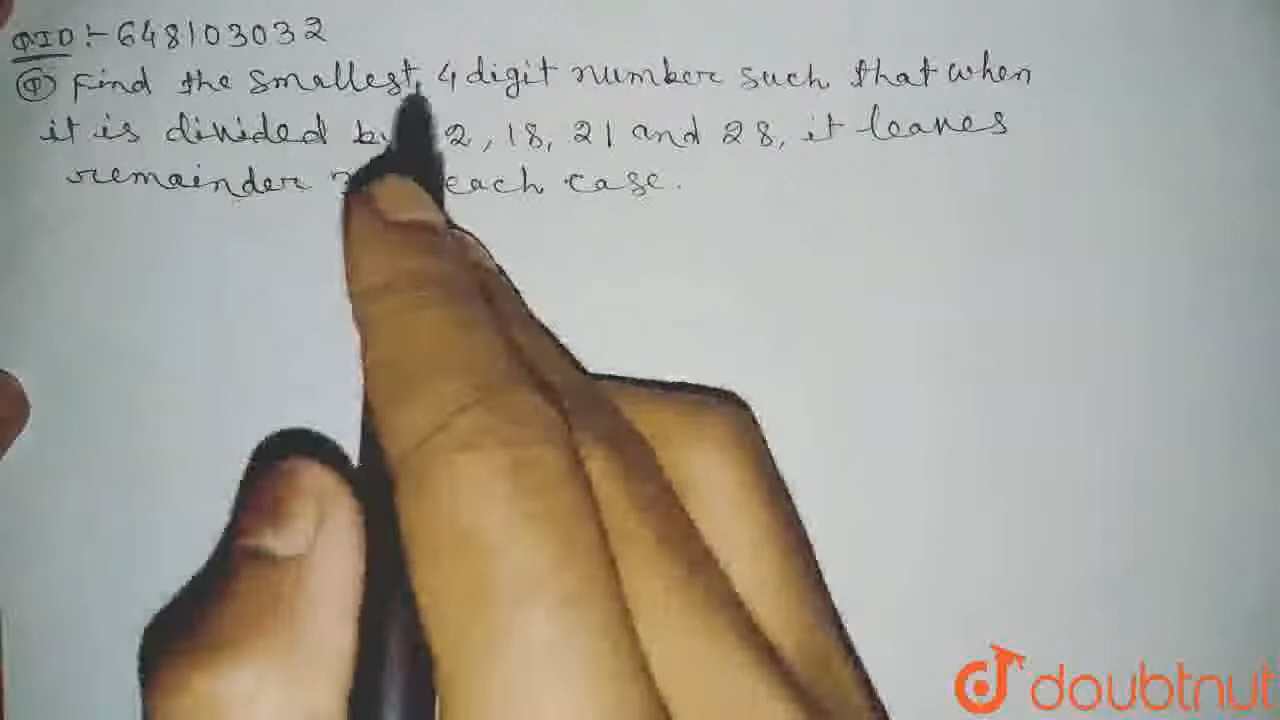 QID :- 648103032
Q Find the smallest 4 digit number such that when
it is divided 2, 18, 21 and 28, it leaves
remainder each case.
doubtnut